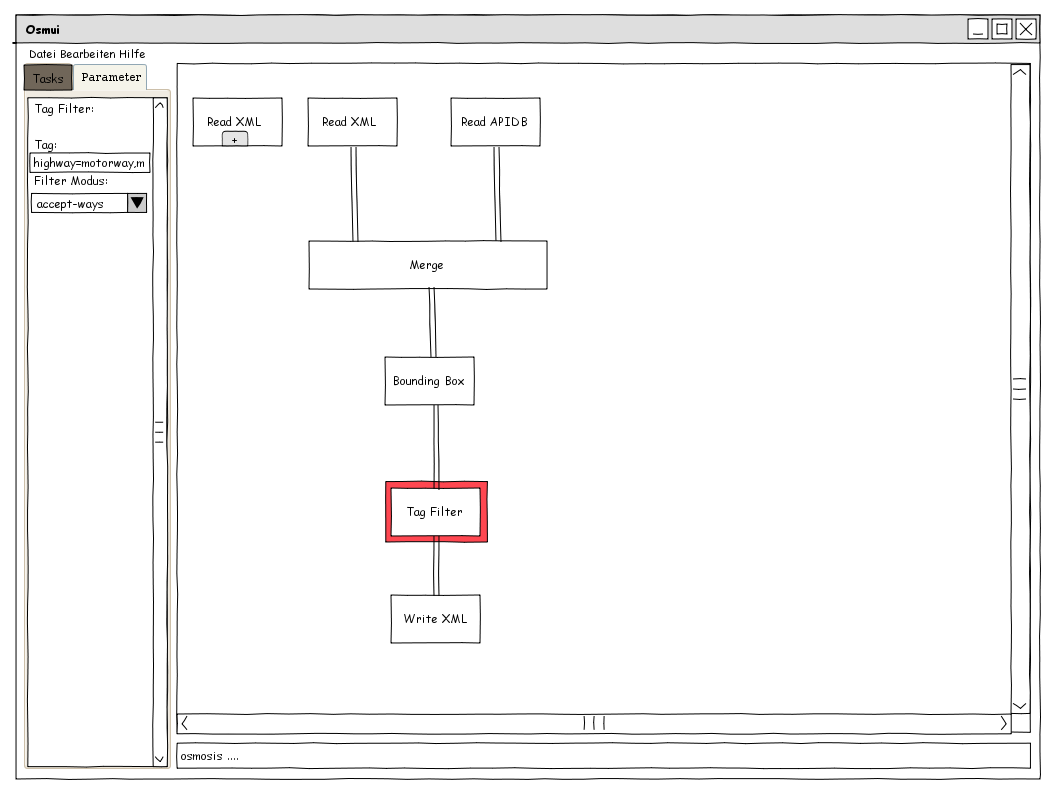 Osmui
Datei Bearbeiten Hilfe
Tasks
Parameter
Tag Filter:
Tag:
highway=motorway,m
Filter Modus:
accept-ways
Read XML
+
Read XML
Read APIDB
Merge
Bounding Box
Tag Filter
Write XML
osmosis ....